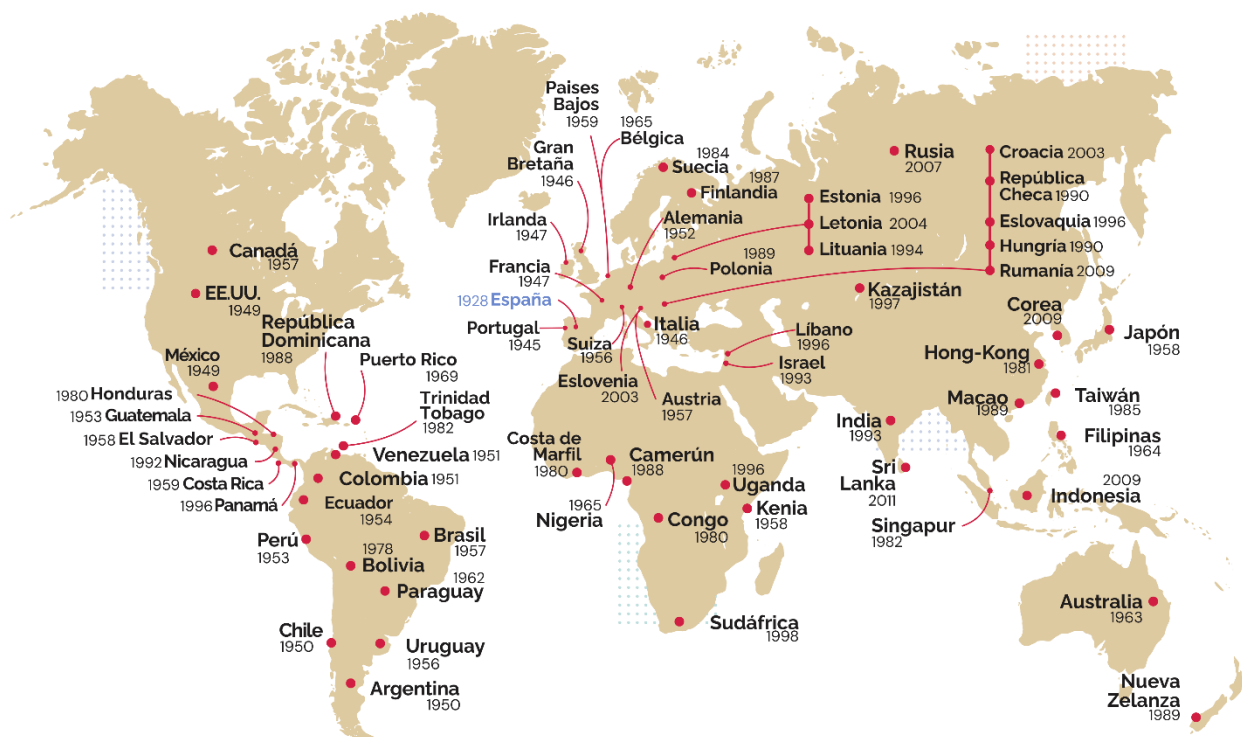 Canadá
1957
EE.UU.
1949
México
1949
República
Dominicana
1988
Puerto Rico
1969
Trinidad
Tobago
1982
1980 Honduras
1953 Guatemala
1958 El Salvador
1992 Nicaragua
1959 Costa Rica
1996 Panamá
Venezuela 1951
Colombia 1951
Ecuador
1954
Perú
1953
Brasil
1957
1978
Bolivia
1962
Paraguay
Chile
1950
Uruguay
1956
Argentina
1950
Paises
Bajos
1959
1965
Bélgica
Gran
Bretaña
1946
Irlanda
1947
Francia
1947
1928 España
Portugal
1945
1984
Suecia
1987
Finlandia
Alemania
1952
1989
Polonia
Suiza
1956
Italia
1946
Eslovenia
2003
Austria
1957
Estonia 1996
Letonia 2004
Lituania 1994
Rusia
2007
Croacia 2003
República
Checa 1990
Eslovaquia 1996
Hungría 1990
Rumanía 2009
Kazajistán
1997
Líbano
1996
Israel
1993
Corea
2009
Japón
1958
Hong-Kong
1981
Macao
1989
Taiwán
1985
India
1993
Filipinas
1964
Sri
Lanka
2011
Singapur
1982
2009
Indonesia
Costa de
Marfil
1980
Camerún
1988
1965
Nigeria
1996
Uganda
Kenia
1958
Congo
1980
Sudáfrica
1998
Australia
1963
Nueva
Zelanza
1989